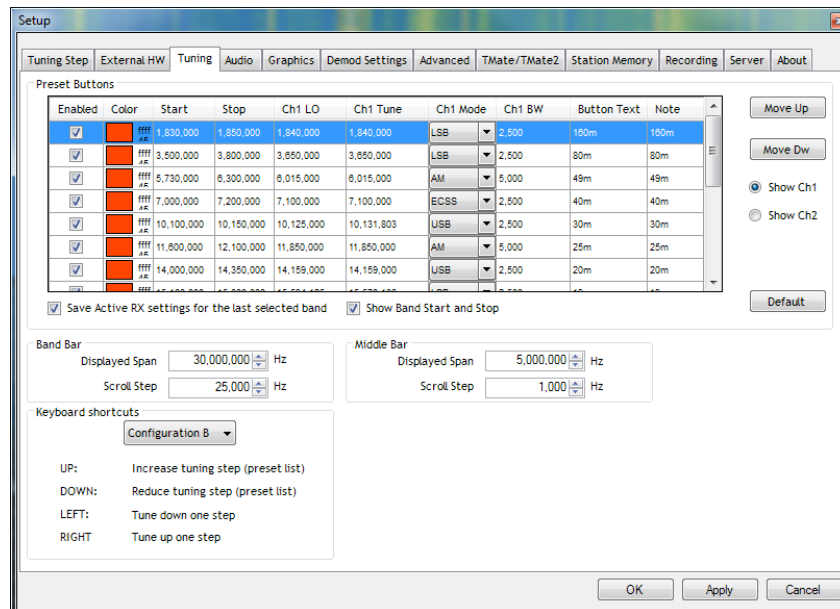 Setup
Tuning Step External HW Tuning Audio Graphics Demod Settings Advanced TMate/TMate2 Station Memory Recording Server About
Preset Buttons
Enabled Color Start Stop Ch1 LO Ch1 Tune Ch1 Mode Ch1 BW Button Text Note
ffff 1,830,000 1,850,000 1,840,000 1,840,000 LSB 2,500 160m 160m
ffff 3,500,000 3,800,000 3,650,000 3,650,000 LSB 2,500 80m 80m
ffff 5,730,000 6,300,000 6,015,000 6,015,000 AM 5,000 49m 49m
ffff 7,000,000 7,200,000 7,100,000 7,100,000 ECSS 2,500 40m 40m
ffff 10,100,000 10,150,000 10,125,000 10,131,803 USB 2,500 30m 30m
ffff 11,600,000 12,100,000 11,850,000 11,850,000 AM 5,000 25m 25m
ffff 14,000,000 14,350,000 14,159,000 14,159,000 USB 2,500 20m 20m
Move Up
Move Dw
Show Ch1
Show Ch2
Default
Save Active RX settings for the last selected band Show Band Start and Stop
Band Bar
Displayed Span 30,000,000 Hz
Scroll Step 25,000 Hz
Middle Bar
Displayed Span 5,000,000 Hz
Scroll Step 1,000 Hz
Keyboard shortcuts
Configuration B
UP: Increase tuning step (preset list)
DOWN: Reduce tuning step (preset list)
LEFT: Tune down one step
RIGHT Tune up one step
OK Apply Cancel